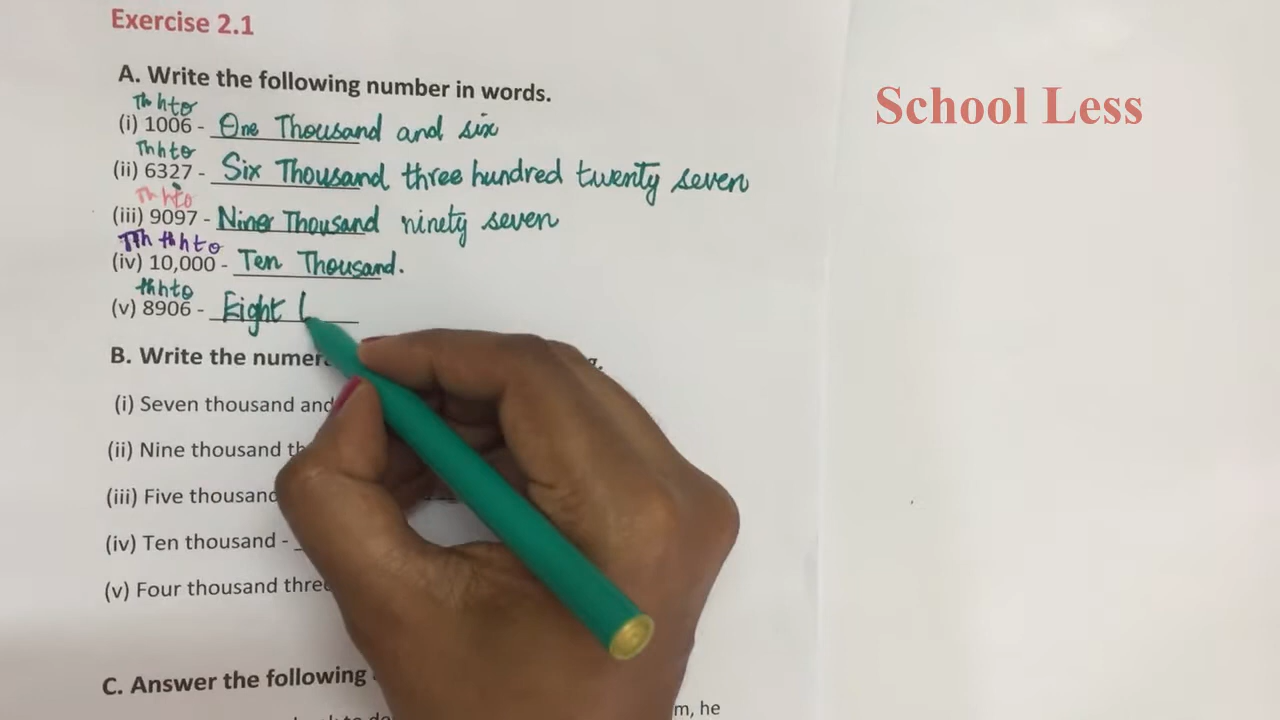 Exercise 2.1
School Less
A. Write the following number in words.
Th h t o
(i) 1006 - One Thousand and six
Th h t o
(ii) 6327 - Six Thousand three hundred twenty seven
Th h t o
(iii) 9097 - Nine Thousand ninety seven
TTh th h t o
(iv) 10,000 - Ten Thousand.
th h t o
(v) 8906 - Eight
B. Write the
(i) Seven thousand and
(ii) Nine thousand
(iii) Five thousand
(iv) Ten thousand -
(v) Four thousand
C. Answer the following
m, he